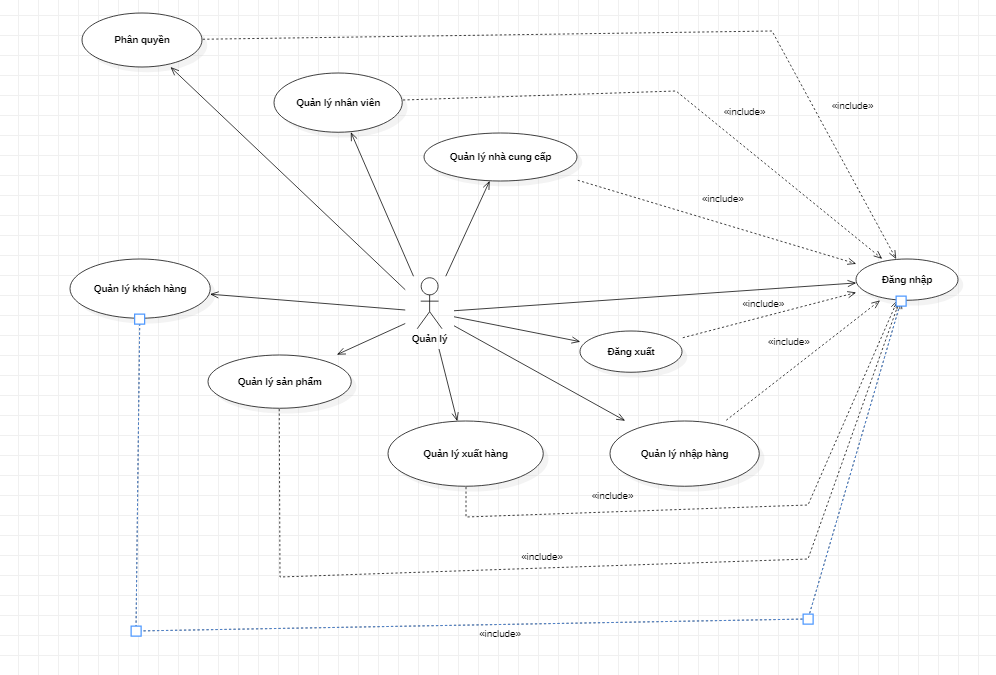 Phân quyền
Quản lý nhân viên
«include»
«include»
Quản lý nhà cung cấp
«include»
Đăng nhập
Quản lý khách hàng
«include»
Quản lý
«include»
Đăng xuất
Quản lý sản phẩm
Quản lý xuất hàng
Quản lý nhập hàng
«include»
«include»
«include»